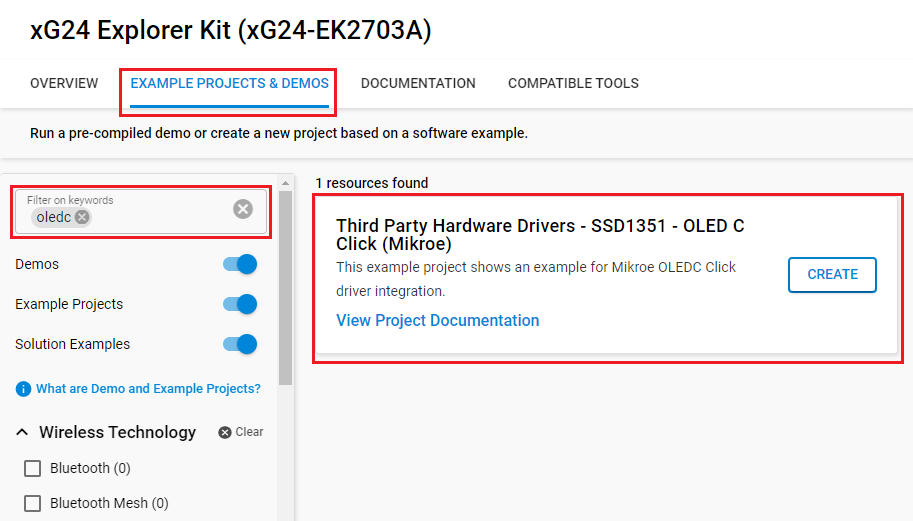 xG24 Explorer Kit (xG24-EK2703A)
OVERVIEW
EXAMPLE PROJECTS & DEMOS
DOCUMENTATION
COMPATIBLE TOOLS
Run a pre-compiled demo or create a new project based on a software example.
Filter on keywords
oledc
Demos
Example Projects
Solution Examples
What are Demo and Example Projects?
Wireless Technology
Clear
Bluetooth (0)
Bluetooth Mesh (0)
1 resources found
Third Party Hardware Drivers - SSD1351 - OLED C
Click (Mikroe)
This example project shows an example for Mikroe OLEDC Click
driver integration.
View Project Documentation
CREATE